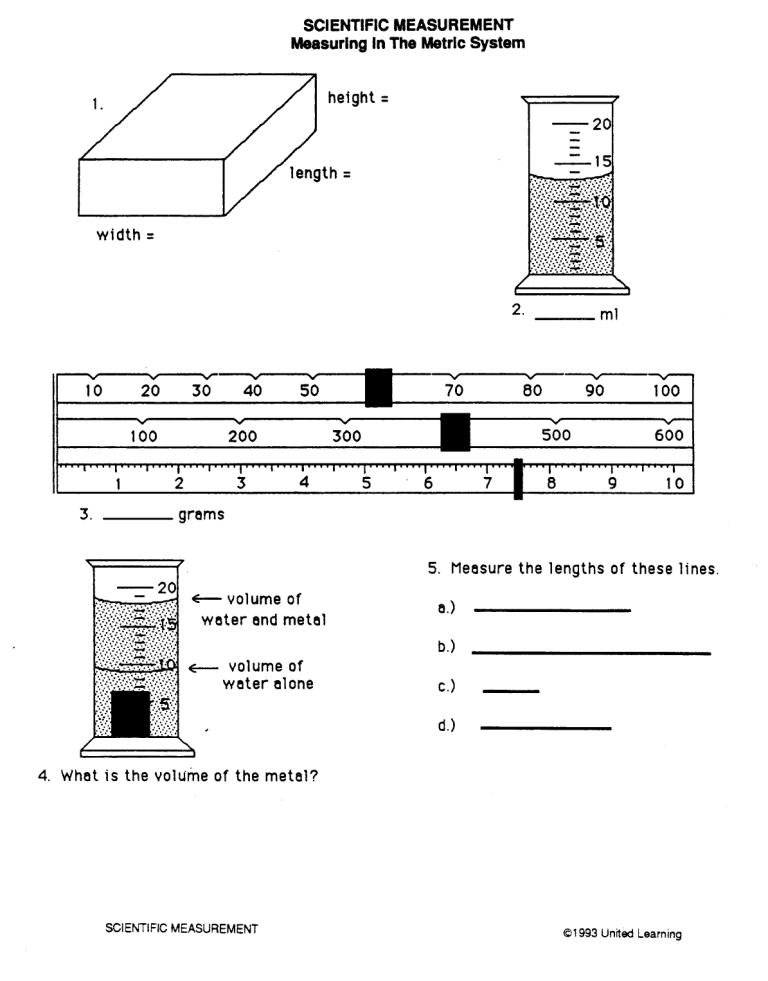 SCIENTIFIC MEASUREMENT
Measuring In The Metric System
1.
height =
length =
width =
20
15
10
5
2. ______ ml
10 20 30 40 50 70 80 90 100
100 200 300 500 600
1 2 3 4 5 6 7 8 9 10
3. _______ grams
20
15
10
5
volume of
water and metal
volume of
water alone
4. What is the volume of the metal?
5. Measure the lengths of these lines.
a.)
b.)
c.)
d.)
SCIENTIFIC MEASUREMENT
©1993 United Learning